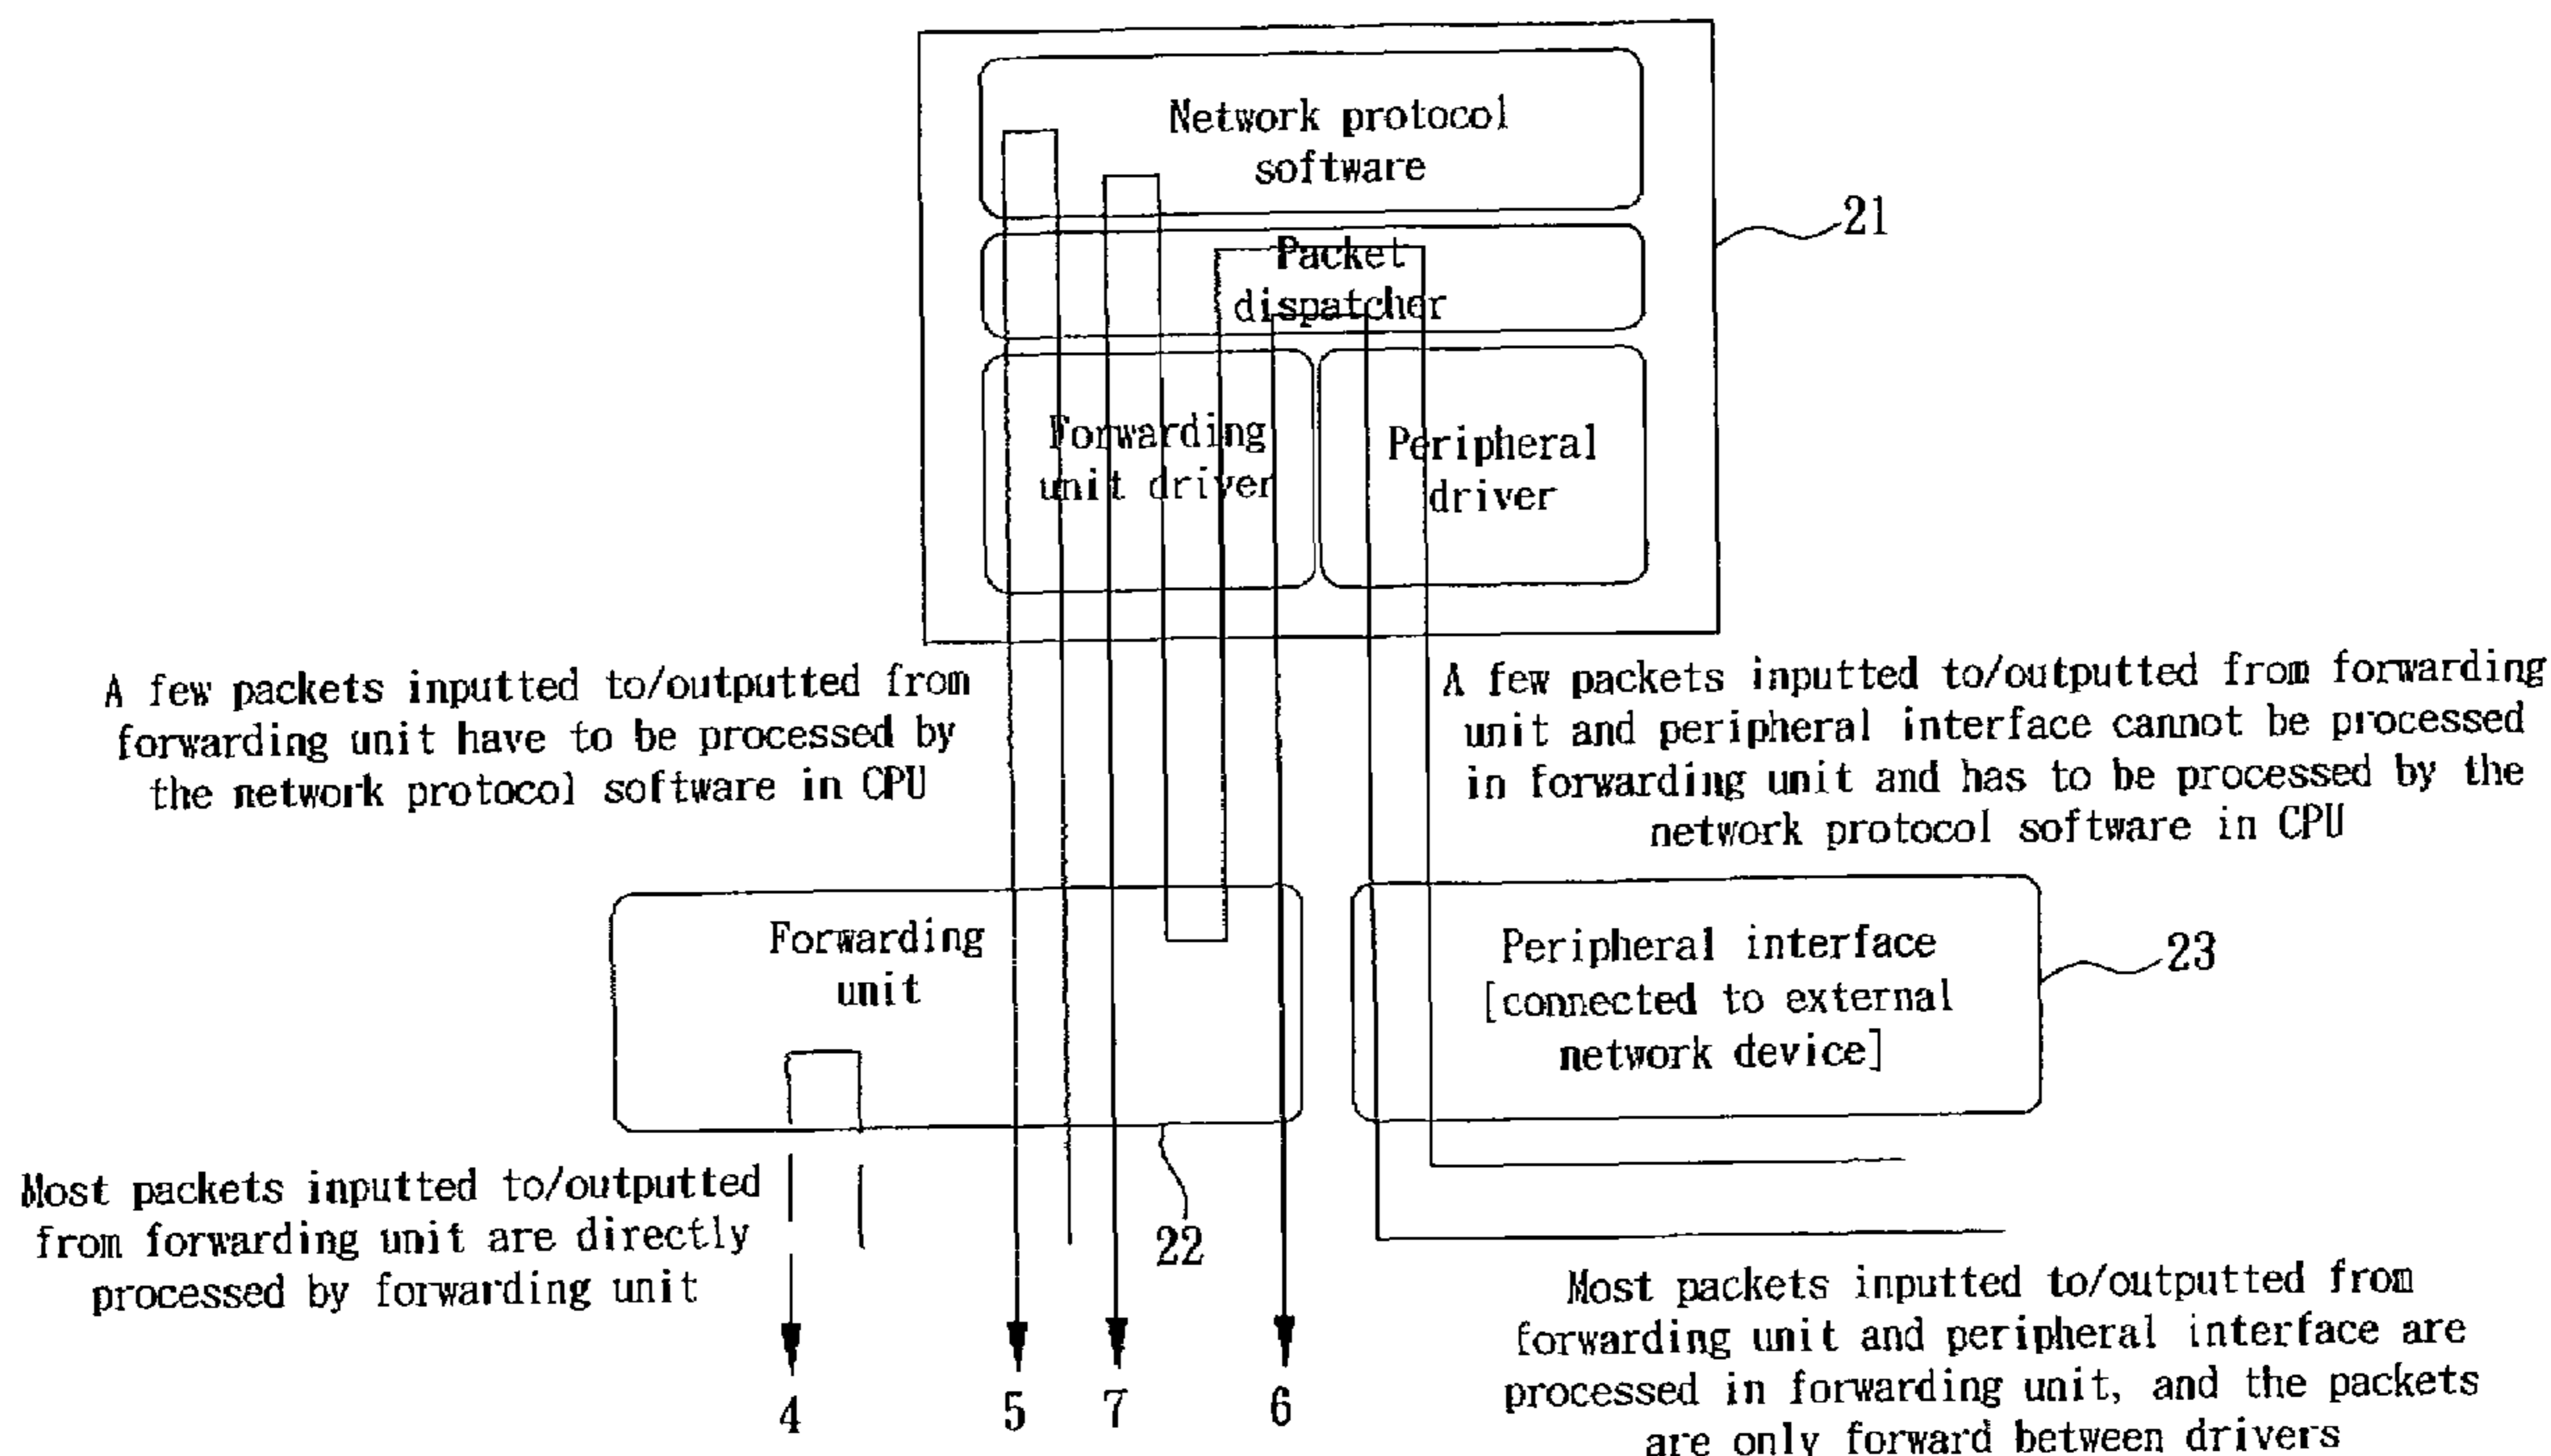 Network protocol
software
21
Packet
dispatcher
Forwarding
unit driver
Peripheral
driver
A few packets inputted to/outputted from
forwarding unit have to be processed by
the network protocol software in CPU
A few packets inputted to/outputted from forwarding
unit and peripheral interface cannot be processed
in forwarding unit and has to be processed by the
network protocol software in CPU
Forwarding
unit
Peripheral interface
[connected to external
network device]
23
Most packets inputted to/outputted
from forwarding unit are directly
processed by forwarding unit
22
Most packets inputted to/outputted from
forwarding unit and peripheral interface are
processed in forwarding unit, and the packets
are only forward between drivers
4
5
7
6